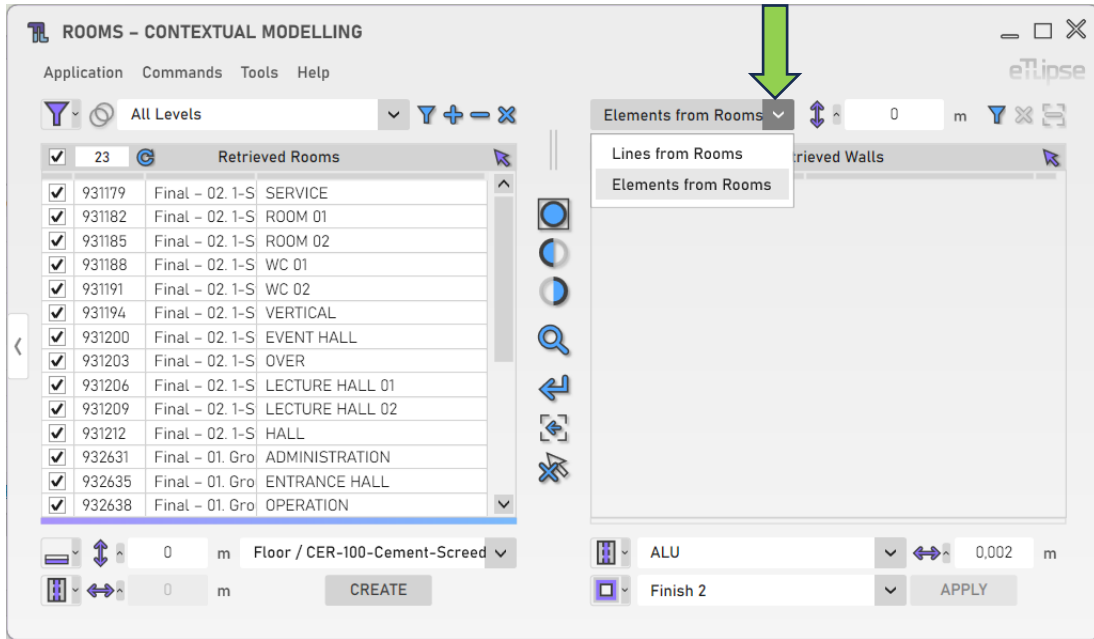 ROOMS – CONTEXTUAL MODELLING
Application Commands Tools Help
eTLipse
All Levels
Elements from Rooms
0 m
Lines from Rooms
Elements from Rooms
23 Retrieved Rooms
trieved Walls
931179 Final – 02. 1-S SERVICE
931182 Final – 02. 1-S ROOM 01
931185 Final – 02. 1-S ROOM 02
931188 Final – 02. 1-S WC 01
931191 Final – 02. 1-S WC 02
931194 Final – 02. 1-S VERTICAL
931200 Final – 02. 1-S EVENT HALL
931203 Final – 02. 1-S OVER
931206 Final – 02. 1-S LECTURE HALL 01
931209 Final – 02. 1-S LECTURE HALL 02
931212 Final – 02. 1-S HALL
932631 Final – 01. Gro ADMINISTRATION
932635 Final – 01. Gro ENTRANCE HALL
932638 Final – 01. Gro OPERATION
0 m Floor / CER-100-Cement-Screed
0 m CREATE
ALU 0,002 m
Finish 2 APPLY